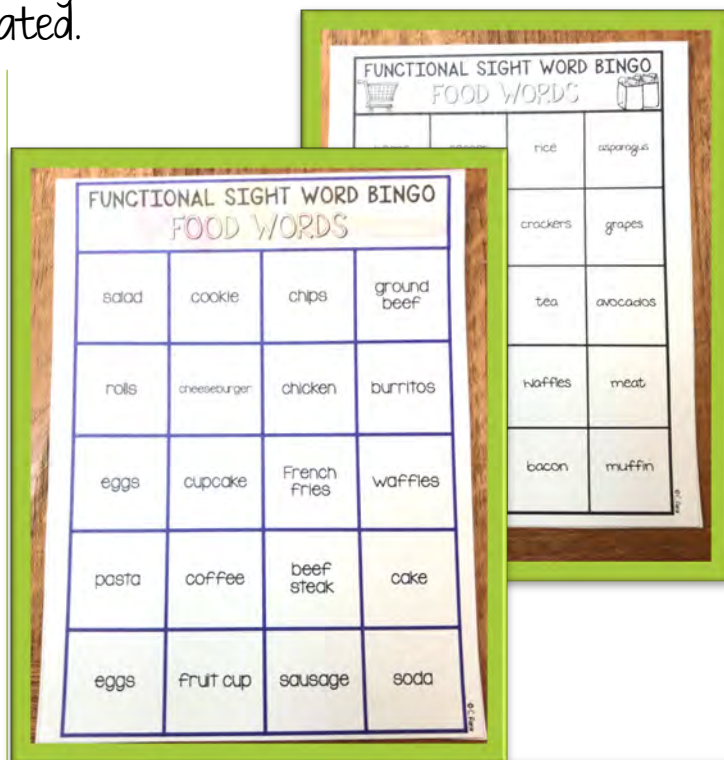 ated.
FUNCTIONAL SIGHT WORD BINGO
FOOD WORDS
rice asparagus
crackers grapes
tea avocados
waffles meat
bacon muffin
FUNCTIONAL SIGHT WORD BINGO
FOOD WORDS
salad cookie chips ground
beef
rolls cheeseburger chicken burritos
eggs cupcake French
fries waffles
pasta coffee beef
steak cake
eggs fruit cup sausage soda